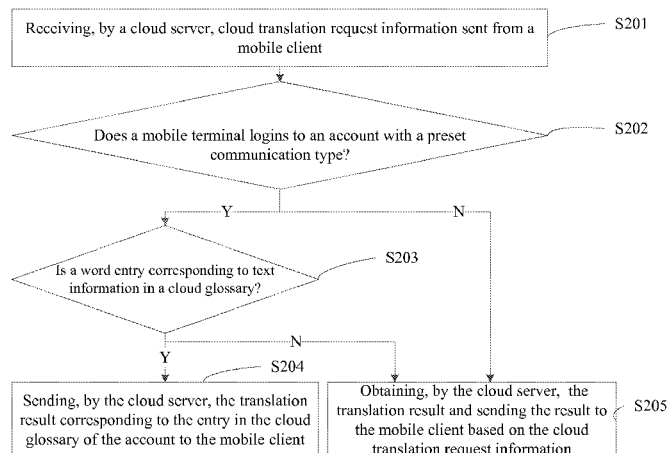 Receiving, by a cloud server, cloud translation request information sent from a
mobile client
S201
Does a mobile terminal logins to an account with a preset
communication type?
S202
Y
N
Is a word entry corresponding to text
information in a cloud glossary?
S203
N
Y
S204
Sending, by the cloud server, the translation
result corresponding to the entry in the cloud
glossary of the account to the mobile client
Obtaining, by the cloud server, the
translation result and sending the result to
the mobile client based on the cloud
translation request information
S205